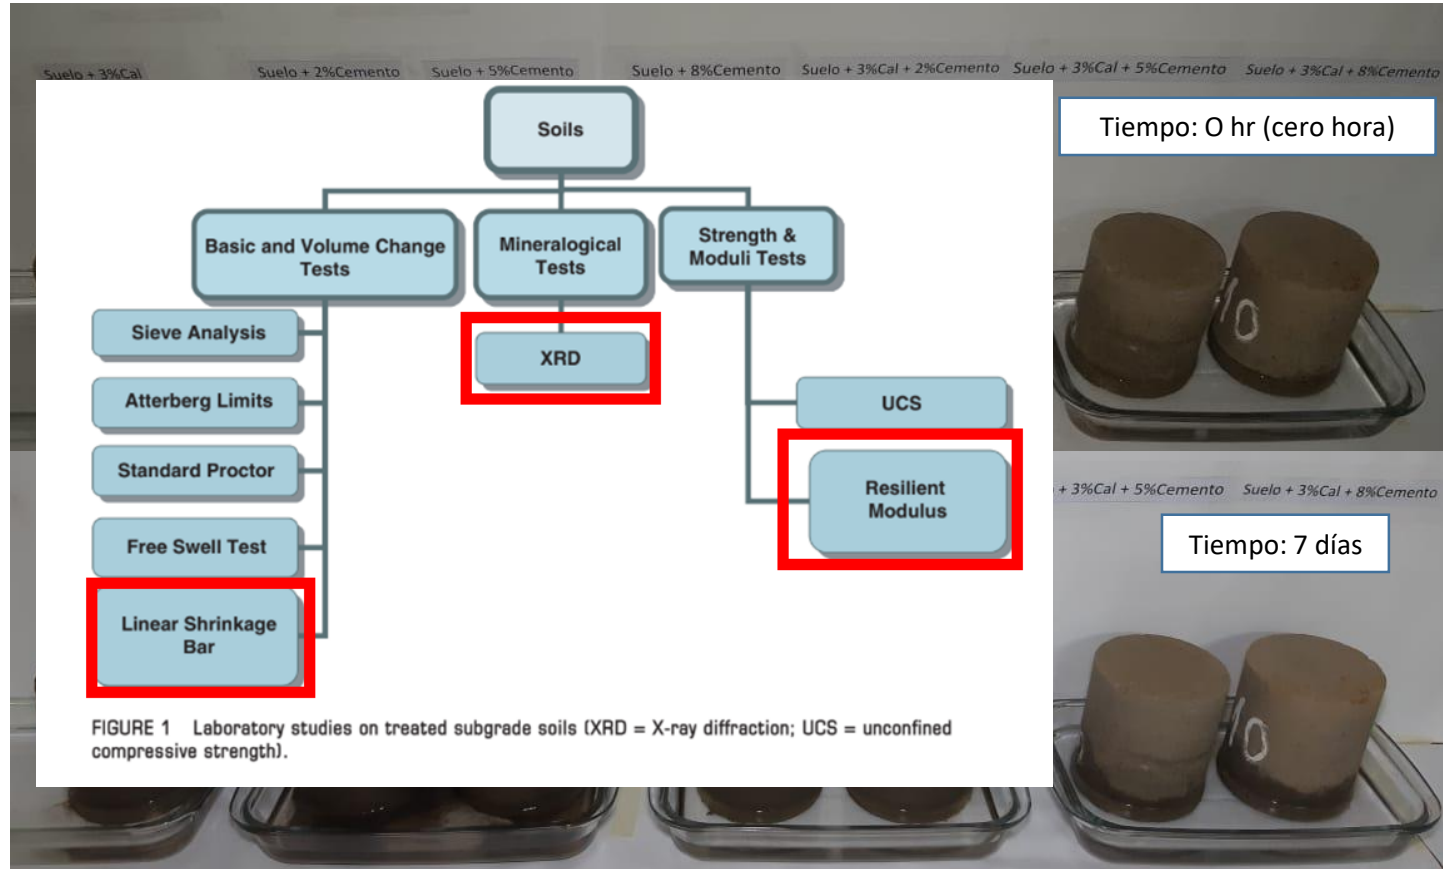 Suelo + 3%Cal
Suelo + 2%Cemento
Suelo + 5%Cemento
Suelo + 8%Cemento
Suelo + 3%Cal + 2%Cemento
Suelo + 3%Cal + 5%Cemento
Suelo + 3%Cal + 8%Cemento
Tiempo: O hr (cero hora)
Soils
Basic and Volume Change
Tests
Mineralogical
Tests
Strength &
Moduli Tests
Sieve Analysis
Atterberg Limits
Standard Proctor
Free Swell Test
Linear Shrinkage
Bar
XRD
UCS
Resilient
Modulus
FIGURE 1 Laboratory studies on treated subgrade soils (XRD = X-ray diffraction; UCS = unconfined
compressive strength).
10
+ 3%Cal + 5%Cemento
Suelo + 3%Cal + 8%Cemento
Tiempo: 7 días
10